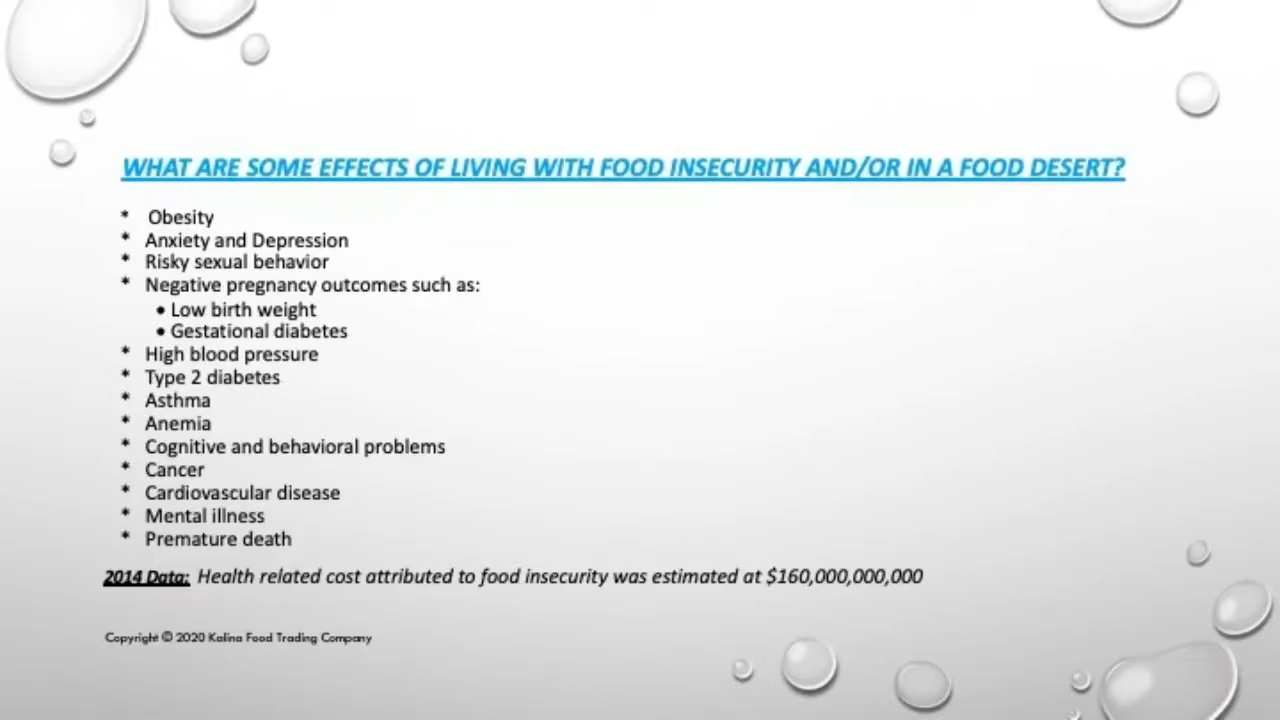 WHAT ARE SOME EFFECTS OF LIVING WITH FOOD INSECURITY AND/OR IN A FOOD DESERT?
* Obesity
* Anxiety and Depression
* Risky sexual behavior
* Negative pregnancy outcomes such as:
• Low birth weight
• Gestational diabetes
* High blood pressure
* Type 2 diabetes
* Asthma
* Anemia
* Cognitive and behavioral problems
* Cancer
* Cardiovascular disease
* Mental illness
* Premature death
2014 Data: Health related cost attributed to food insecurity was estimated at $160,000,000,000
Copyright © 2020 Kalina Food Trading Company